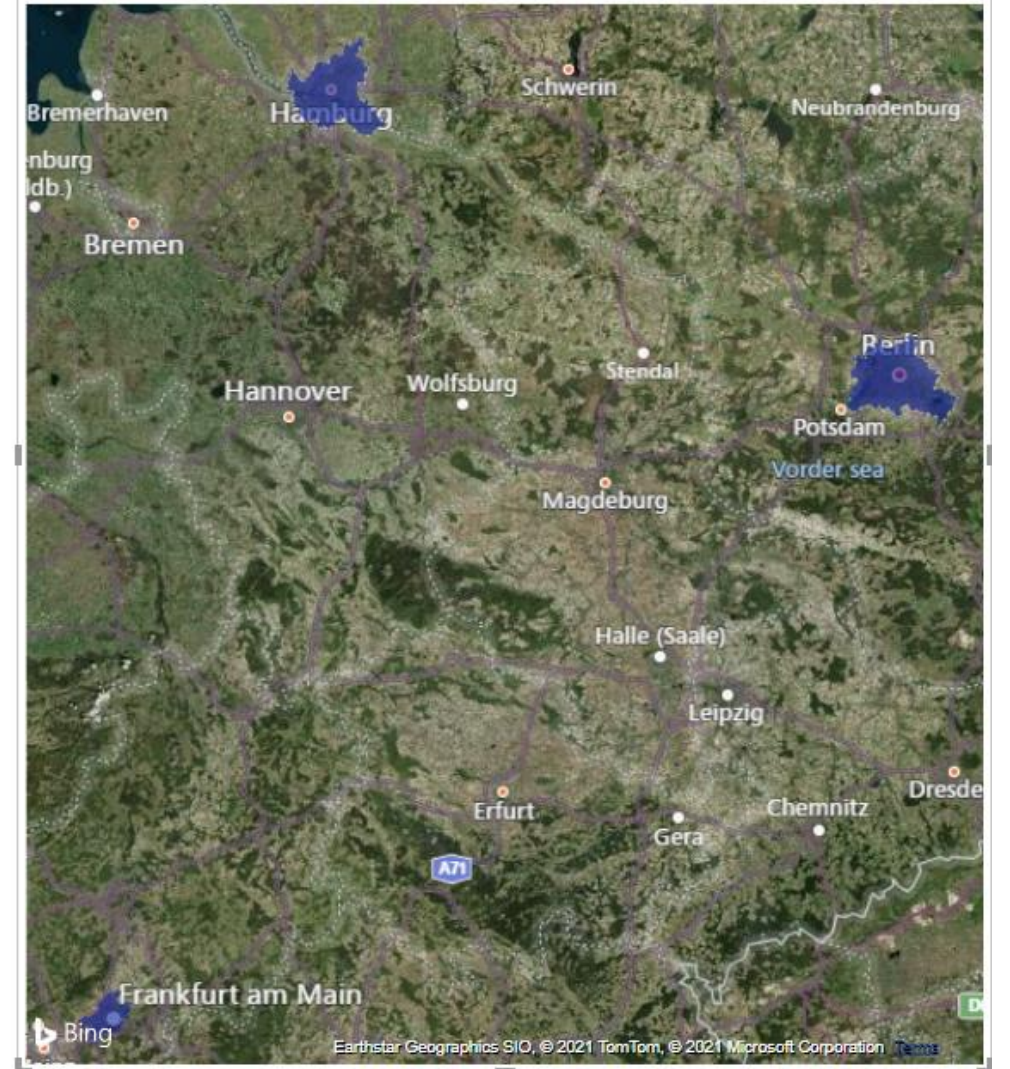 Schwerin
Bremerhaven
Hamburg
Neubrandenburg
enburg
ldb.)
Bremen
Berlin
Stendal
Hannover
Wolfsburg
Potsdam
Vorder sea
Magdeburg
Halle (Saale)
Leipzig
Dresde
Erfurt
Chemnitz
Gera
A71
Frankfurt am Main
Bing
Earthstar Geographics SIO, © 2021 TomTom, © 2021 Microsoft Corporation Terms